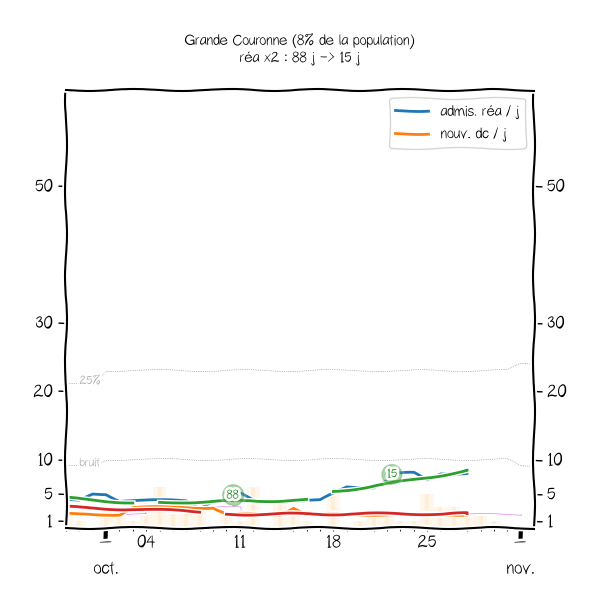 Grande Couronne (8% de la population)
réa x2 : 88 j -> 15 j
admis. réa / j
nouv. dc / j
50 50
30 30
25%
20 20
10 bruit 10
15
88
5 5
1 1
04 11 18 25
oct. nov.